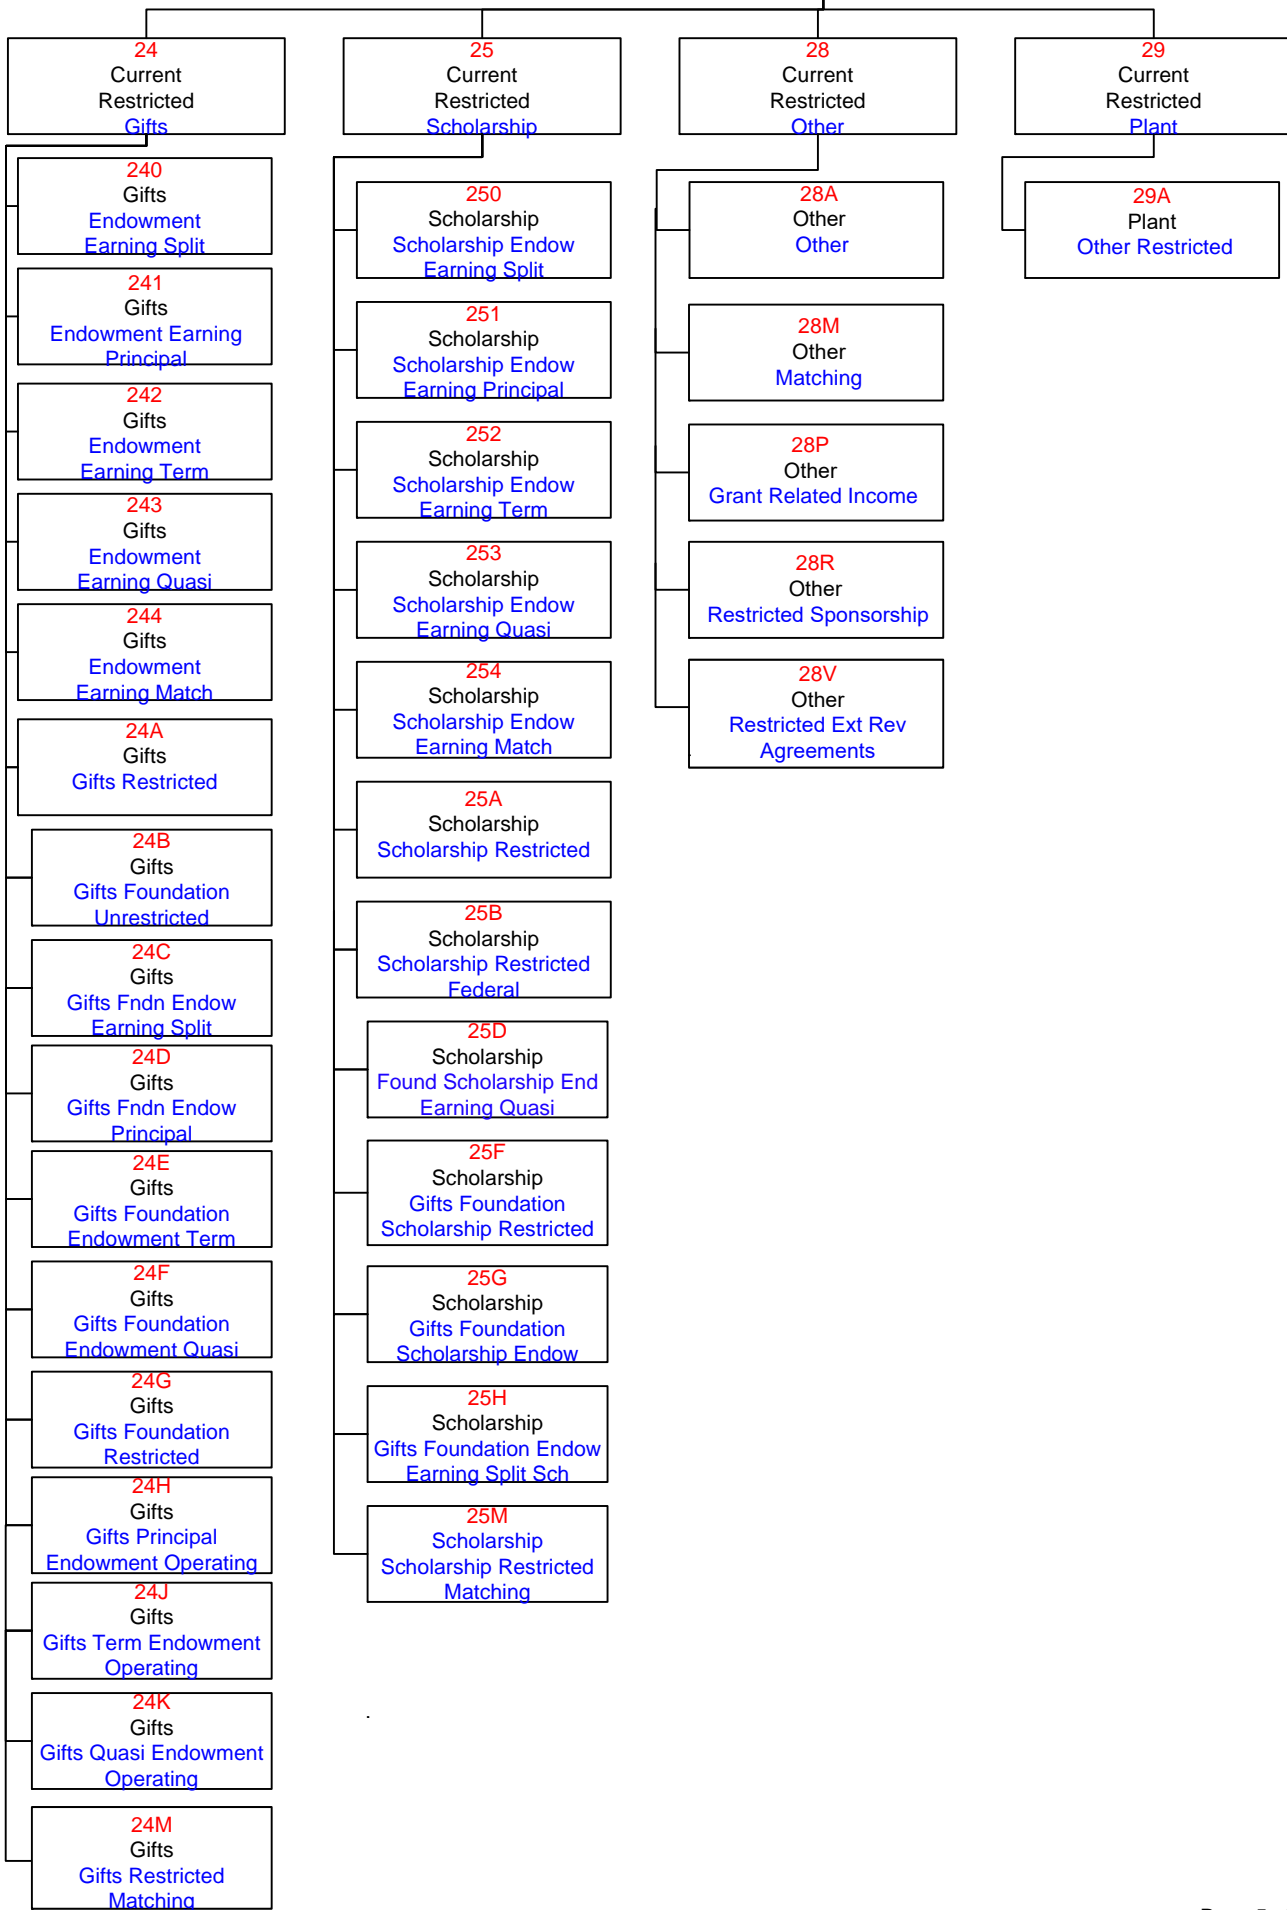 24
Current
Restricted
Gifts
25
Current
Restricted
Scholarship
28
Current
Restricted
Other
29
Current
Restricted
Plant
240
Gifts
Endowment
Earning Split
241
Gifts
Endowment Earning
Principal
242
Gifts
Endowment
Earning Term
243
Gifts
Endowment
Earning Quasi
244
Gifts
Endowment
Earning Match
24A
Gifts
Gifts Restricted
24B
Gifts
Gifts Foundation
Unrestricted
24C
Gifts
Gifts Fndn Endow
Earning Split
24D
Gifts
Gifts Fndn Endow
Principal
24E
Gifts
Gifts Foundation
Endowment Term
24F
Gifts
Gifts Foundation
Endowment Quasi
24G
Gifts
Gifts Foundation
Restricted
24H
Gifts
Gifts Principal
Endowment Operating
24J
Gifts
Gifts Term Endowment
Operating
24K
Gifts
Gifts Quasi Endowment
Operating
24M
Gifts
Gifts Restricted
Matching
250
Scholarship
Scholarship Endow
Earning Split
251
Scholarship
Scholarship Endow
Earning Principal
252
Scholarship
Scholarship Endow
Earning Term
253
Scholarship
Scholarship Endow
Earning Quasi
254
Scholarship
Scholarship Endow
Earning Match
25A
Scholarship
Scholarship Restricted
25B
Scholarship
Scholarship Restricted
Federal
25D
Scholarship
Found Scholarship End
Earning Quasi
25F
Scholarship
Gifts Foundation
Scholarship Restricted
25G
Scholarship
Gifts Foundation
Scholarship Endow
25H
Scholarship
Gifts Foundation Endow
Earning Split Sch
25M
Scholarship
Scholarship Restricted
Matching
28A
Other
Other
28M
Other
Matching
28P
Other
Grant Related Income
28R
Other
Restricted Sponsorship
28V
Other
Restricted Ext Rev
Agreements
29A
Plant
Other Restricted